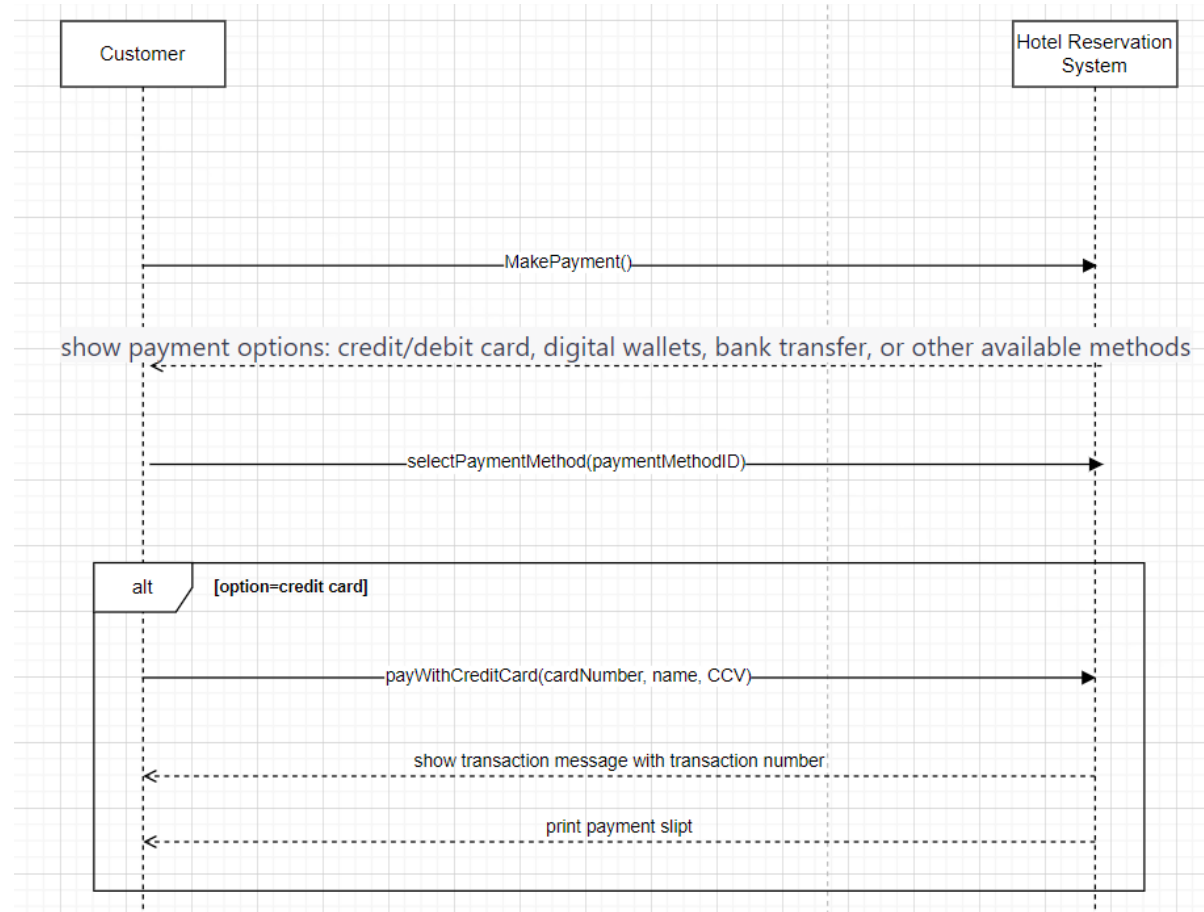 Customer
Hotel Reservation
System
MakePayment()
show payment options: credit/debit card, digital wallets, bank transfer, or other available methods
selectPaymentMethod(paymentMethodID)
alt [option=credit card]
payWithCreditCard(cardNumber, name, CCV)
show transaction message with transaction number
print payment slipt